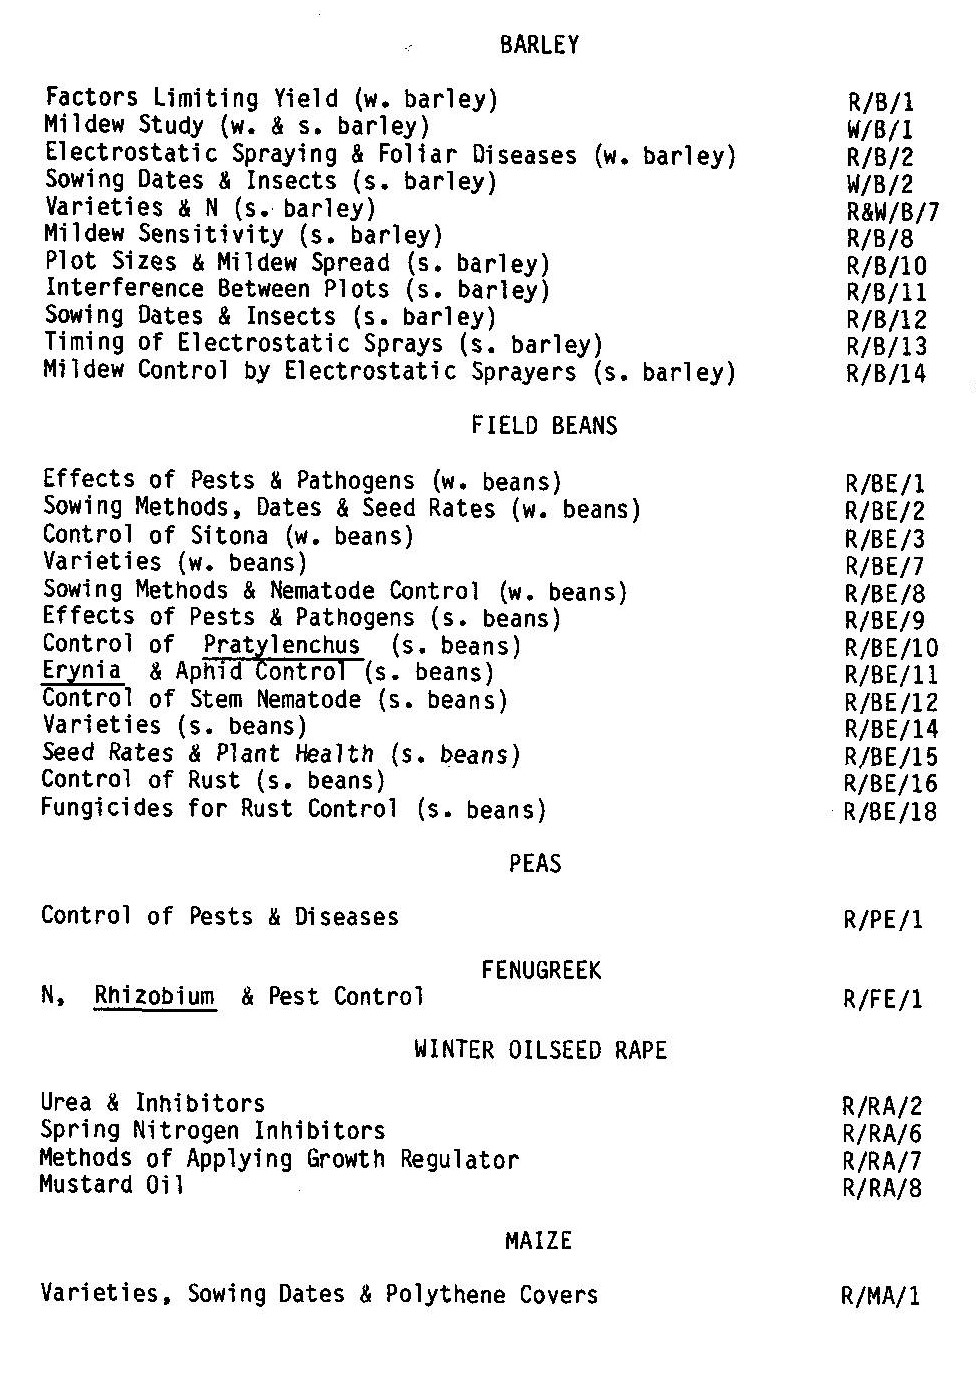 BARLEY
Factors Limiting Yield (w. barley) R/B/1
Mildew Study (w. & s. barley) W/B/1
Electrostatic Spraying & Foliar Diseases (w. barley) R/B/2
Sowing Dates & Insects (s. barley) W/B/2
Varieties & N (s. barley) R&W/B/7
Mildew Sensitivity (s. barley) R/B/8
Plot Sizes & Mildew Spread (s. barley) R/B/10
Interference Between Plots (s. barley) R/B/11
Sowing Dates & Insects (s. barley) R/B/12
Timing of Electrostatic Sprays (s. barley) R/B/13
Mildew Control by Electrostatic Sprayers (s. barley) R/B/14
FIELD BEANS
Effects of Pests & Pathogens (w. beans) R/BE/1
Sowing Methods, Dates & Seed Rates (w. beans) R/BE/2
Control of Sitona (w. beans) R/BE/3
Varieties (w. beans) R/BE/7
Sowing Methods & Nematode Control (w. beans) R/BE/8
Effects of Pests & Pathogens (s. beans) R/BE/9
Control of Pratylenchus (s. beans) R/BE/10
Erynia & Aphid Control (s. beans) R/BE/11
Control of Stem Nematode (s. beans) R/BE/12
Varieties (s. beans) R/BE/14
Seed Rates & Plant Health (s. beans) R/BE/15
Control of Rust (s. beans) R/BE/16
Fungicides for Rust Control (s. beans) R/BE/18
PEAS
Control of Pests & Diseases R/PE/1
FENUGREEK
N, Rhizobium & Pest Control R/FE/1
WINTER OILSEED RAPE
Urea & Inhibitors R/RA/2
Spring Nitrogen Inhibitors R/RA/6
Methods of Applying Growth Regulator R/RA/7
Mustard Oil R/RA/8
MAIZE
Varieties, Sowing Dates & Polythene Covers R/MA/1